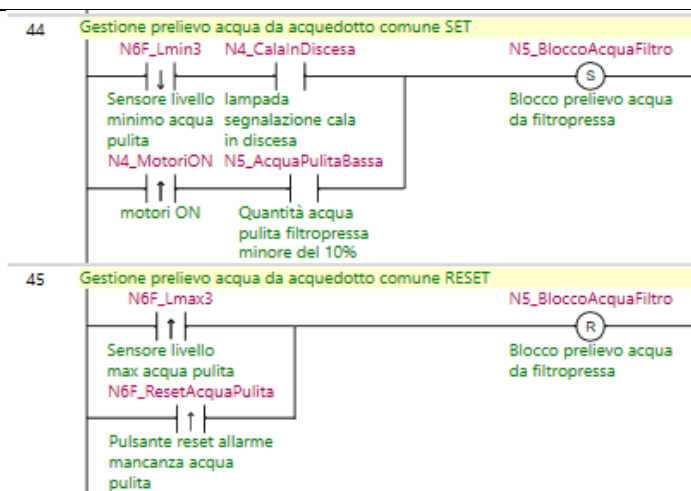 44 Gestione prelievo acqua da acquedotto comune SET
N6F_Lmin3 N4_CalaInDiscesa N5_BloccoAcquaFiltro
S
Sensore livello lampada Blocco prelievo acqua
minimo acqua segnalazione cala da filtropressa
pulita in discesa
N4_MotoriON N5_AcquaPulitaBassa
motori ON Quantità acqua
pulita filtropressa
minore del 10%
45 Gestione prelievo acqua da acquedotto comune RESET
N6F_Lmax3 N5_BloccoAcquaFiltro
R
Sensore livello Blocco prelievo acqua
max acqua pulita da filtropressa
N6F_ResetAcquaPulita
Pulsante reset allarme
mancanza acqua
pulita